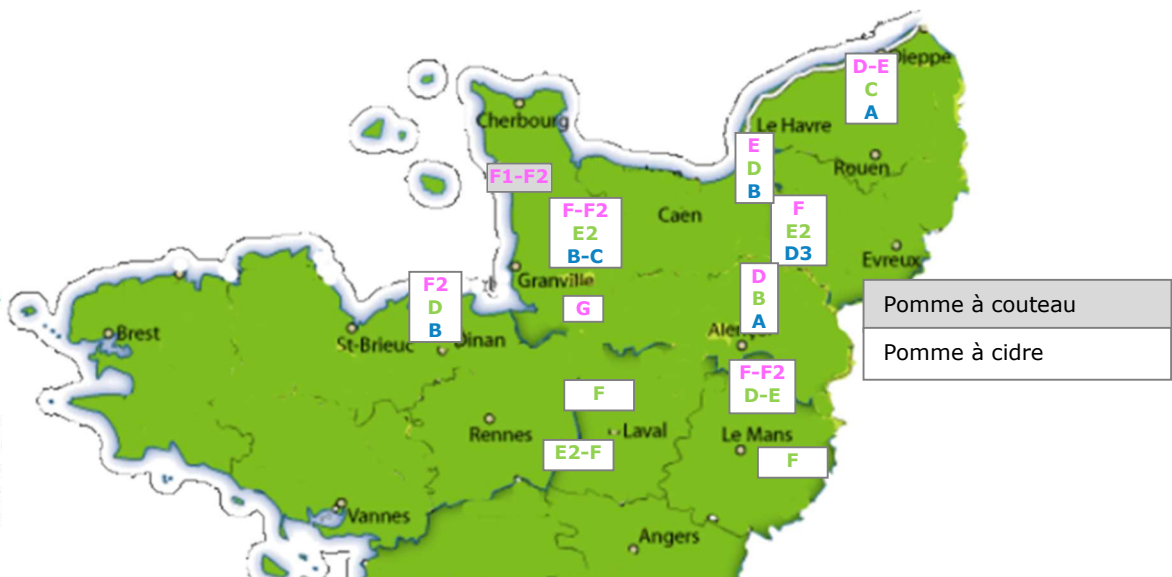 Dieppe
D-E
C
A
Cherbourg
Le Havre
E
D
B
Rouen
F1-F2
F-F2
E2
B-C
Caen
F
E2
D3
Evreux
Granville
F2
D
B
G
D
B
A
Pomme à couteau
Pomme à cidre
Brest
St-Brieuc
Dinan
F-F2
D-E
F
Rennes
Laval
Le Mans
E2-F
F
Vannes
Angers